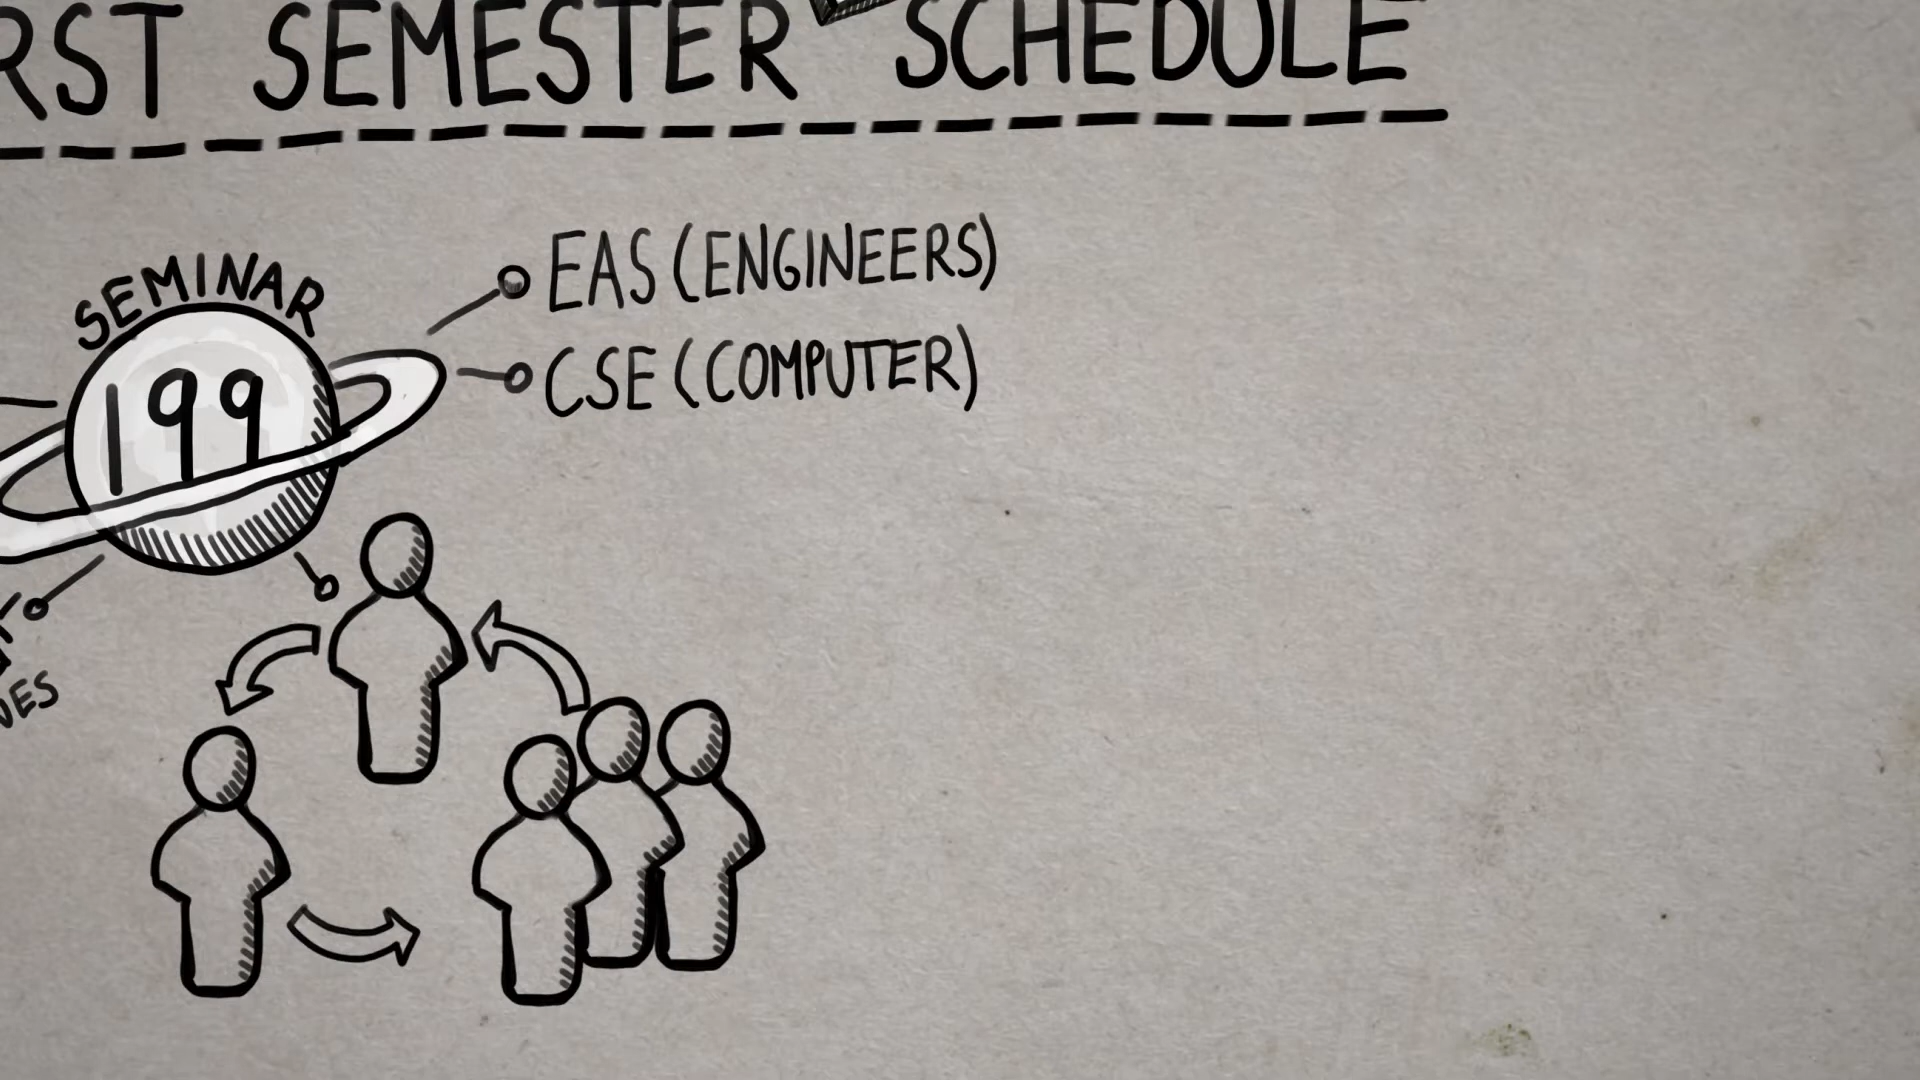 RST SEMESTER SCHEDULE
SEMINAR
199
EAS (ENGINEERS)
CSE (COMPUTER)